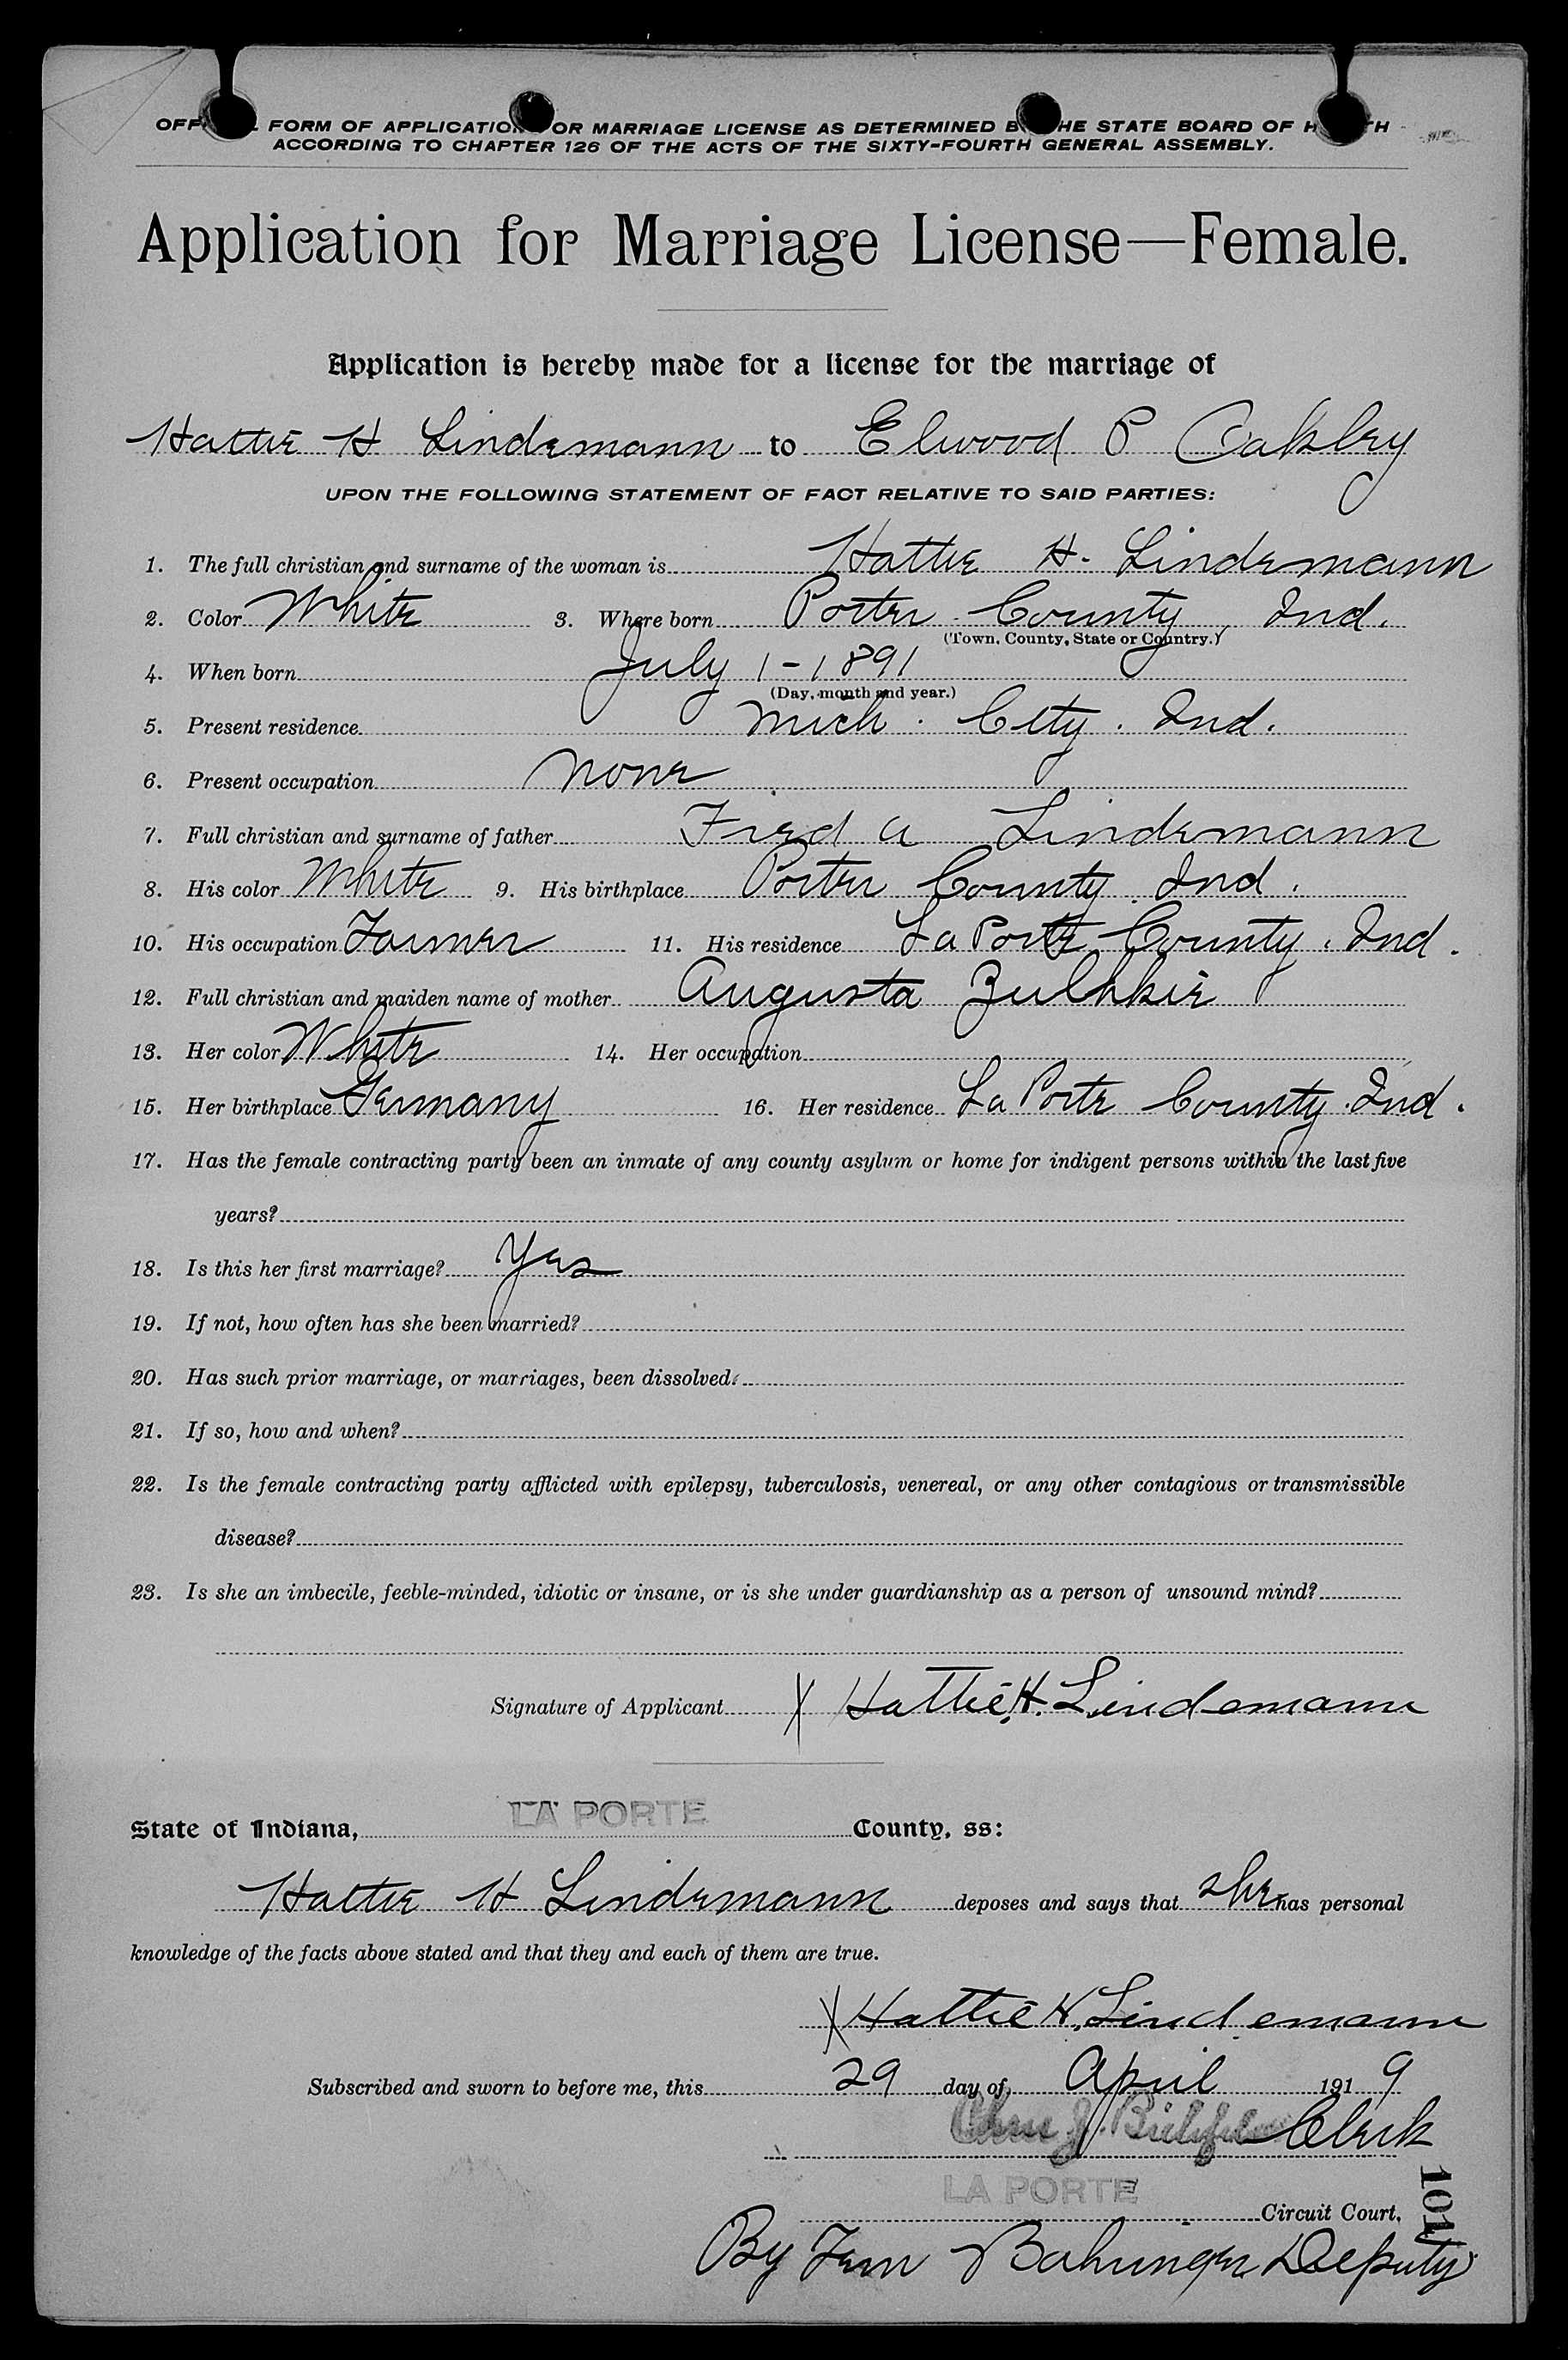 FORM OF APPLICATION FOR MARRIAGE LICENSE AS DETERMINED BY THE STATE BOARD OF HEALTH
ACCORDING TO CHAPTER 126 OF THE ACTS OF THE SIXTY-FOURTH GENERAL ASSEMBLY.
Application for Marriage License—Female.
Application is hereby made for a license for the marriage of
Hattie H Lindemann to Elwood P Oakley
UPON THE FOLLOWING STATEMENT OF FACT RELATIVE TO SAID PARTIES:
1. The full christian and surname of the woman is Hattie H. Lindemann
2. Color White 3. Where born Porter County, Ind.
(Town, County, State or Country.)
4. When born July 1-1891
(Day, month and year.)
5. Present residence Mich. City. Ind.
6. Present occupation None
7. Full christian and surname of father Fred A Lindemann
8. His color White 9. His birthplace Porter County. Ind.
10. His occupation Farmer 11. His residence La Porte County. Ind.
12. Full christian and maiden name of mother Augusta
13. Her color White 14. Her occupation
15. Her birthplace Germany 16. Her residence La Porte County. Ind.
17. Has the female contracting party been an inmate of any county asylum or home for indigent persons within the last five
years?
18. Is this her first marriage? Yes
19. If not, how often has she been married?
20. Has such prior marriage, or marriages, been dissolved?
21. If so, how and when?
22. Is the female contracting party afflicted with epilepsy, tuberculosis, venereal, or any other contagious or transmissible
disease?
23. Is she an imbecile, feeble-minded, idiotic or insane, or is she under guardianship as a person of unsound mind?
Signature of Applicant X Hattie H. Lindemann
State of Indiana, LA PORTE County, ss:
Hattie H Lindemann deposes and says that she has personal
knowledge of the facts above stated and that they and each of them are true.
X Hattie H. Lindemann
Subscribed and sworn to before me, this 29 day of April 1919
Clerk
LA PORTE Circuit Court,
By Fern Deputy
101